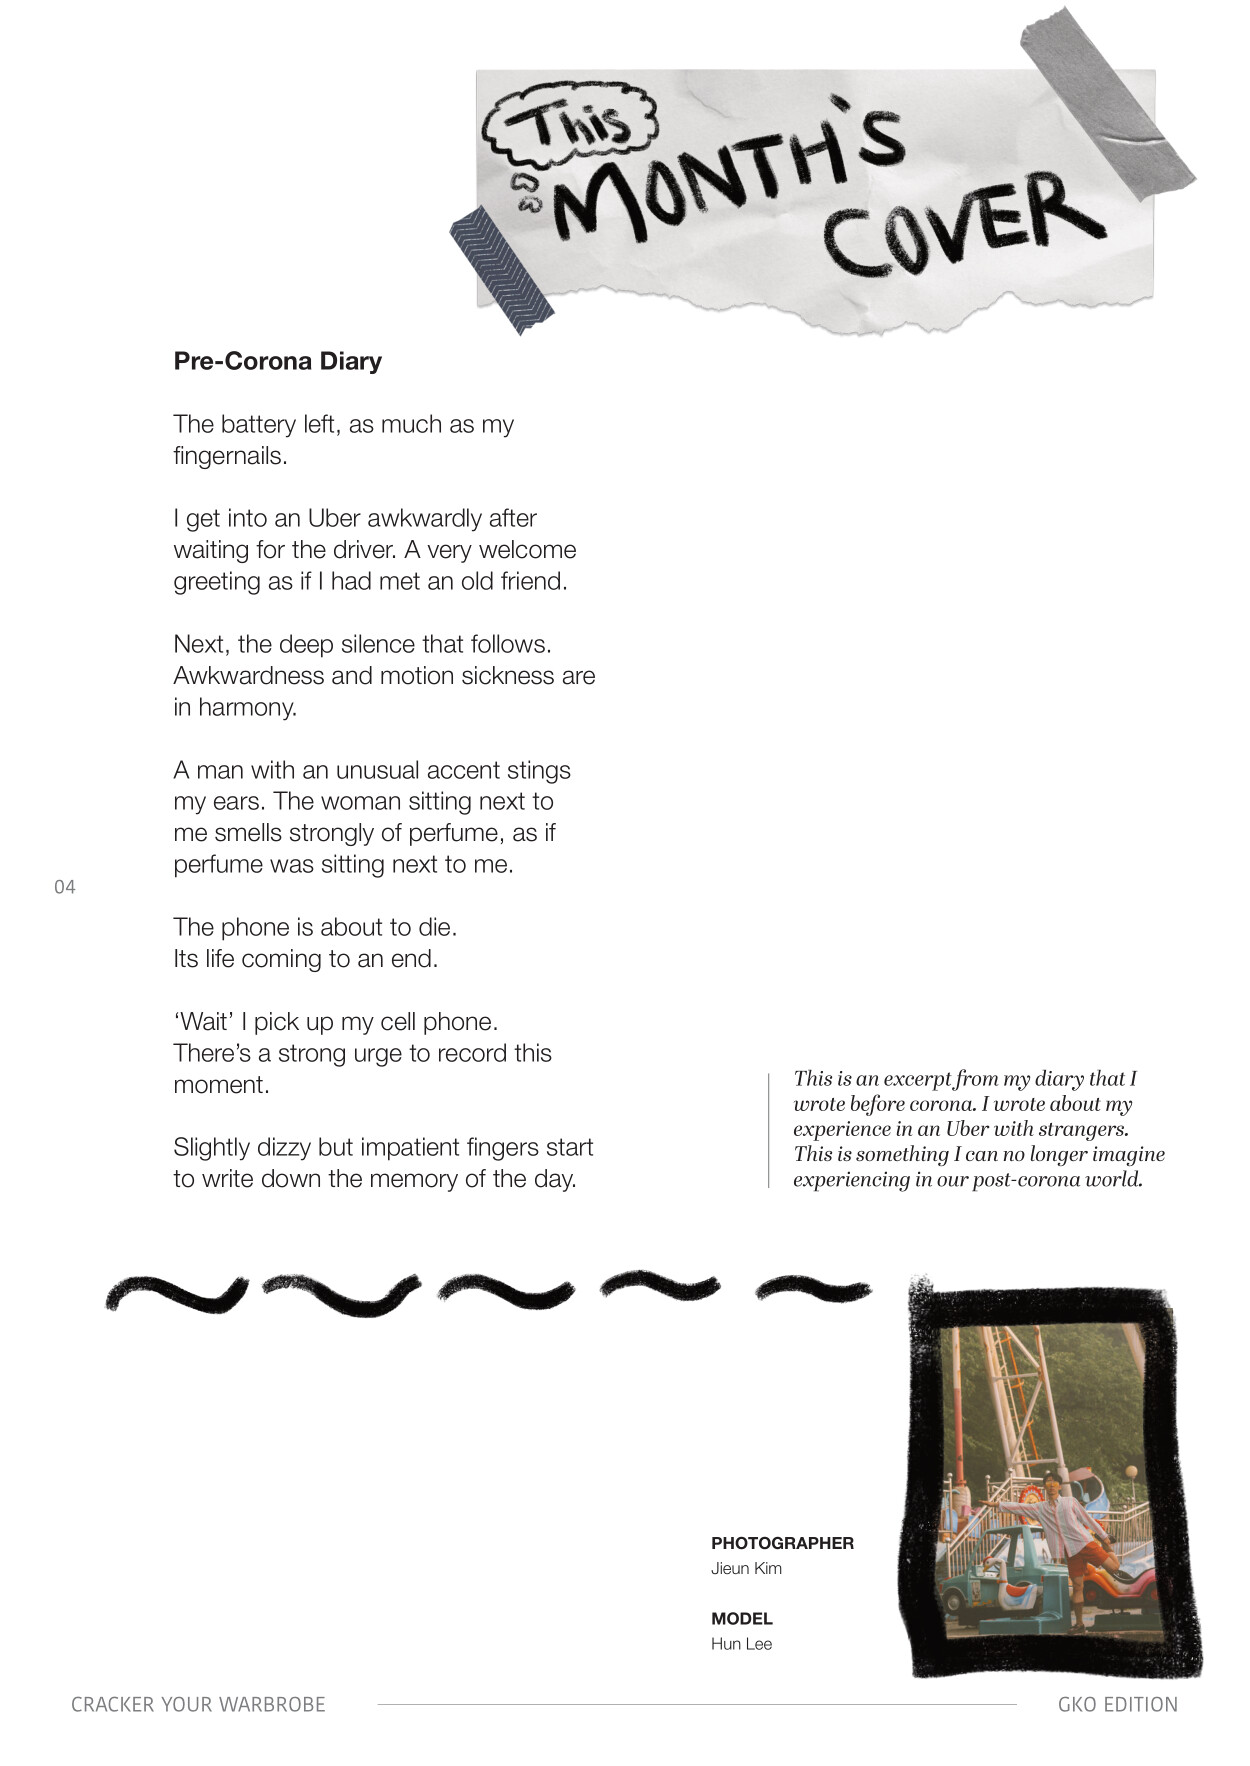 This
MONTH'S
COVER
Pre-Corona Diary
The battery left, as much as my
fingernails.
I get into an Uber awkwardly after
waiting for the driver. A very welcome
greeting as if I had met an old friend.
Next, the deep silence that follows.
Awkwardness and motion sickness are
in harmony.
A man with an unusual accent stings
my ears. The woman sitting next to
me smells strongly of perfume, as if
perfume was sitting next to me.
04
The phone is about to die.
Its life coming to an end.
‘Wait’ I pick up my cell phone.
There’s a strong urge to record this
moment.
Slightly dizzy but impatient fingers start
to write down the memory of the day.
This is an excerpt from my diary that I
wrote before corona. I wrote about my
experience in an Uber with strangers.
This is something I can no longer imagine
experiencing in our post-corona world.
PHOTOGRAPHER
Jieun Kim
MODEL
Hun Lee
CRACKER YOUR WARBROBE
GKO EDITION